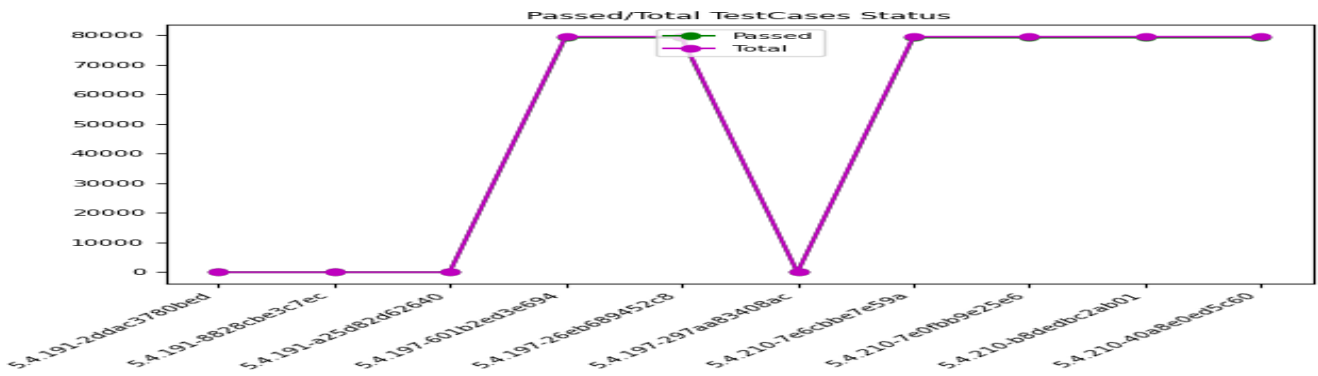 Passed/Total TestCases Status
Passed
Total
80000
70000
60000
50000
40000
30000
20000
10000
0
5.4.191-2ddac3780bed
5.4.191-8828cbe3c7ec
5.4.191-a25d82d62640
5.4.197-601b2ed3e694
5.4.197-26eb689452c8
5.4.197-297aa83408ac
5.4.210-7e6cbbe7e59a
5.4.210-7e0fbb9e25e6
5.4.210-b8dedbc2ab01
5.4.210-40a8e0ed5c60